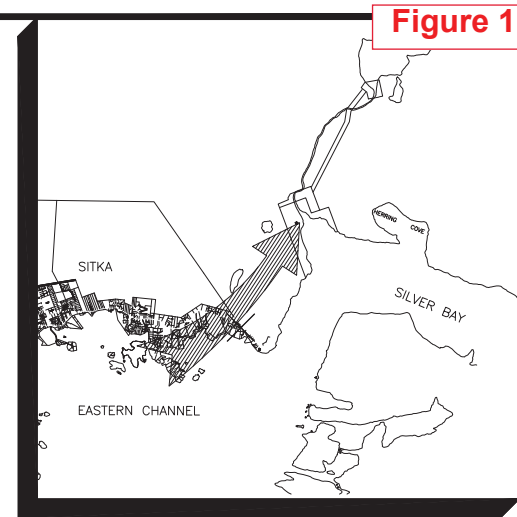 Figure 1
HERRING COVE
SITKA
SILVER BAY
EASTERN CHANNEL